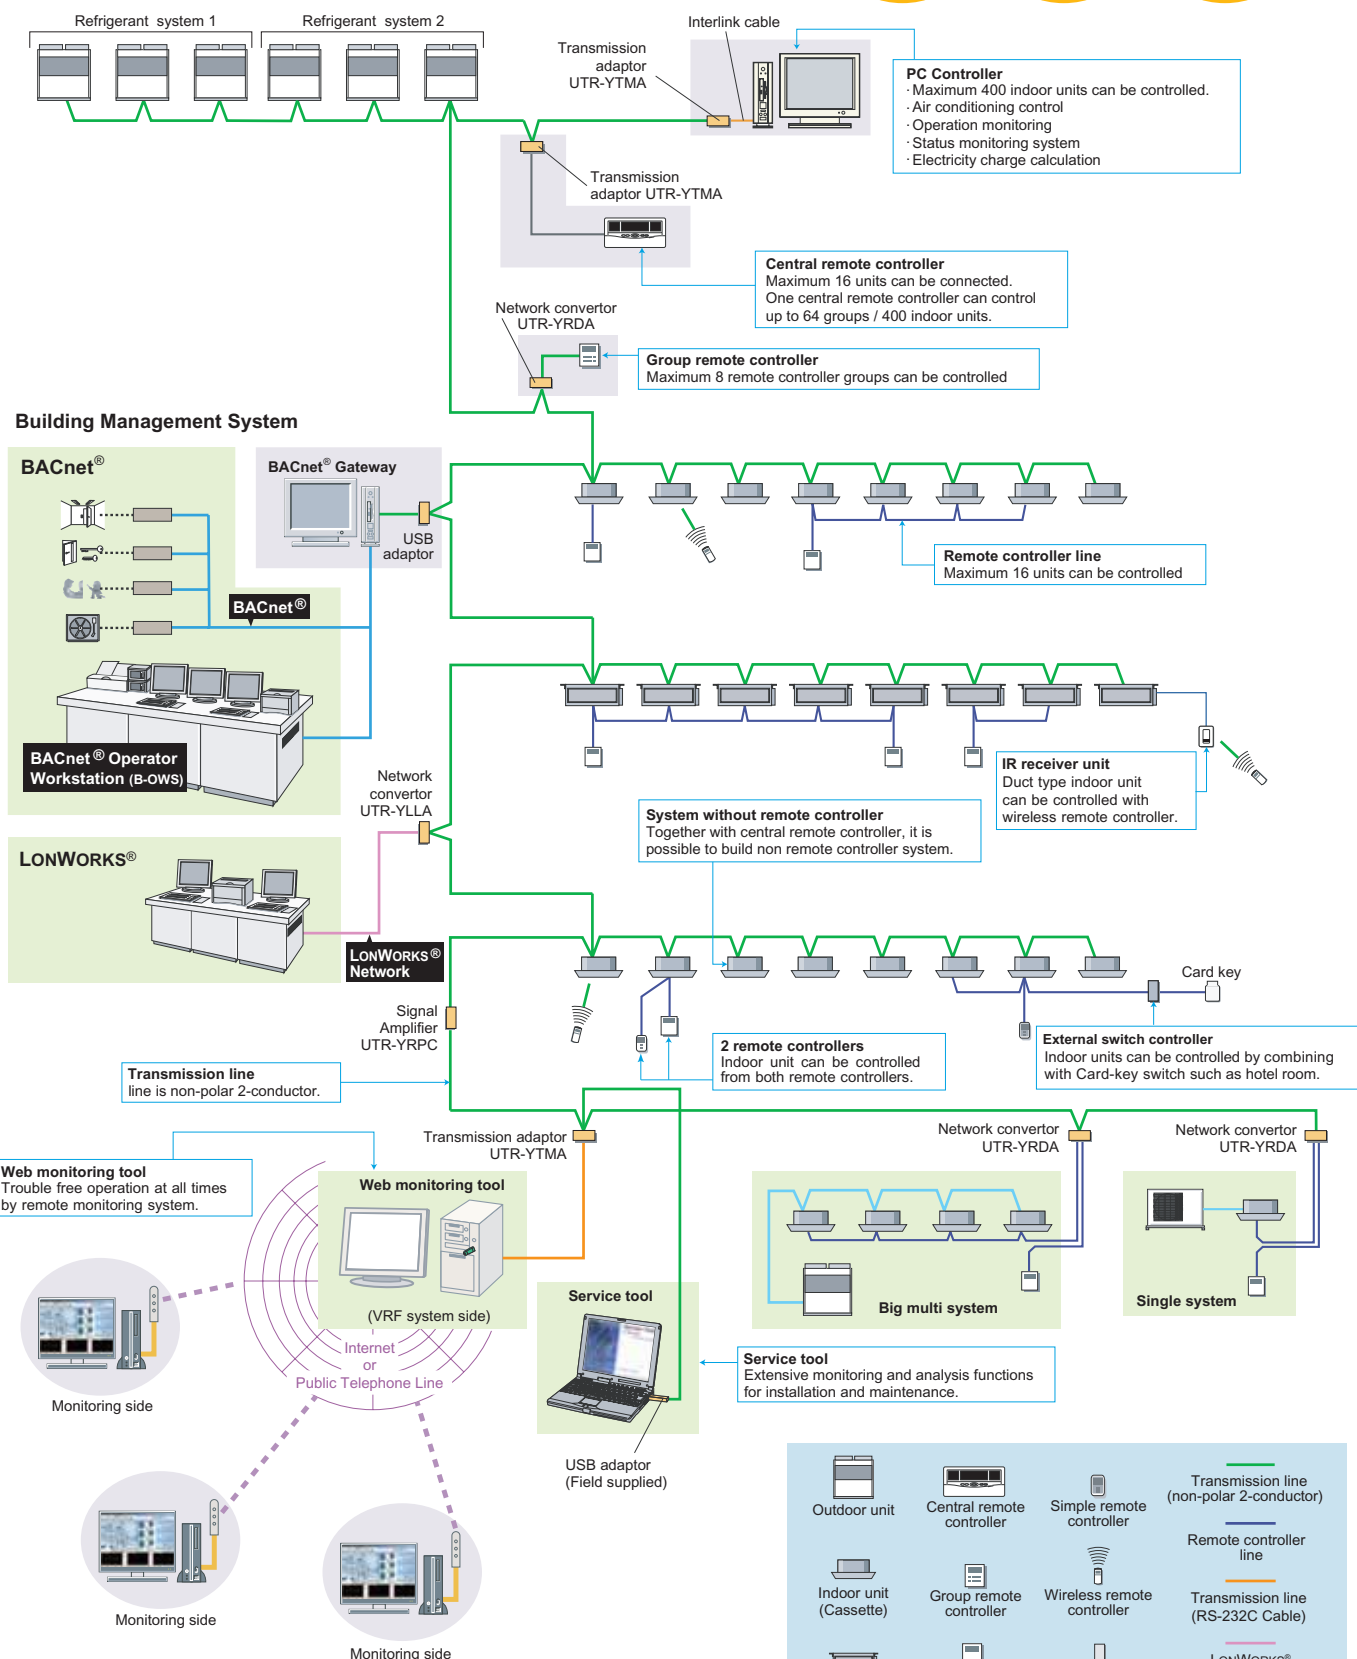 Refrigerant system 1
Refrigerant system 2
Interlink cable
Transmission
adaptor
UTR-YTMA
PC Controller
· Maximum 400 indoor units can be controlled.
· Air conditioning control
· Operation monitoring
· Status monitoring system
· Electricity charge calculation
Transmission
adaptor UTR-YTMA
Central remote controller
Maximum 16 units can be connected.
One central remote controller can control
up to 64 groups / 400 indoor units.
Network convertor
UTR-YRDA
Group remote controller
Maximum 8 remote controller groups can be controlled
Building Management System
BACnet®
BACnet® Gateway
USB
adaptor
BACnet®
Remote controller line
Maximum 16 units can be controlled
BACnet® Operator
Workstation (B-OWS)
Network
convertor
UTR-YLLA
IR receiver unit
Duct type indoor unit
can be controlled with
wireless remote controller.
System without remote controller
Together with central remote controller, it is
possible to build non remote controller system.
LONWORKS®
LONWORKS®
Network
Card key
Signal
Amplifier
UTR-YRPC
2 remote controllers
Indoor unit can be controlled
from both remote controllers.
External switch controller
Indoor units can be controlled by combining
with Card-key switch such as hotel room.
Transmission line
line is non-polar 2-conductor.
Transmission adaptor
UTR-YTMA
Network convertor
UTR-YRDA
Network convertor
UTR-YRDA
Web monitoring tool
Trouble free operation at all times
by remote monitoring system.
Web monitoring tool
(VRF system side)
Service tool
Big multi system
Single system
Internet
or
Public Telephone Line
Service tool
Extensive monitoring and analysis functions
for installation and maintenance.
Monitoring side
USB adaptor
(Field supplied)
Monitoring side
Monitoring side
Outdoor unit
Central remote
controller
Simple remote
controller
Transmission line
(non-polar 2-conductor)
Remote controller
line
Indoor unit
(Cassette)
Group remote
controller
Wireless remote
controller
Transmission line
(RS-232C Cable)
LONWORKS®